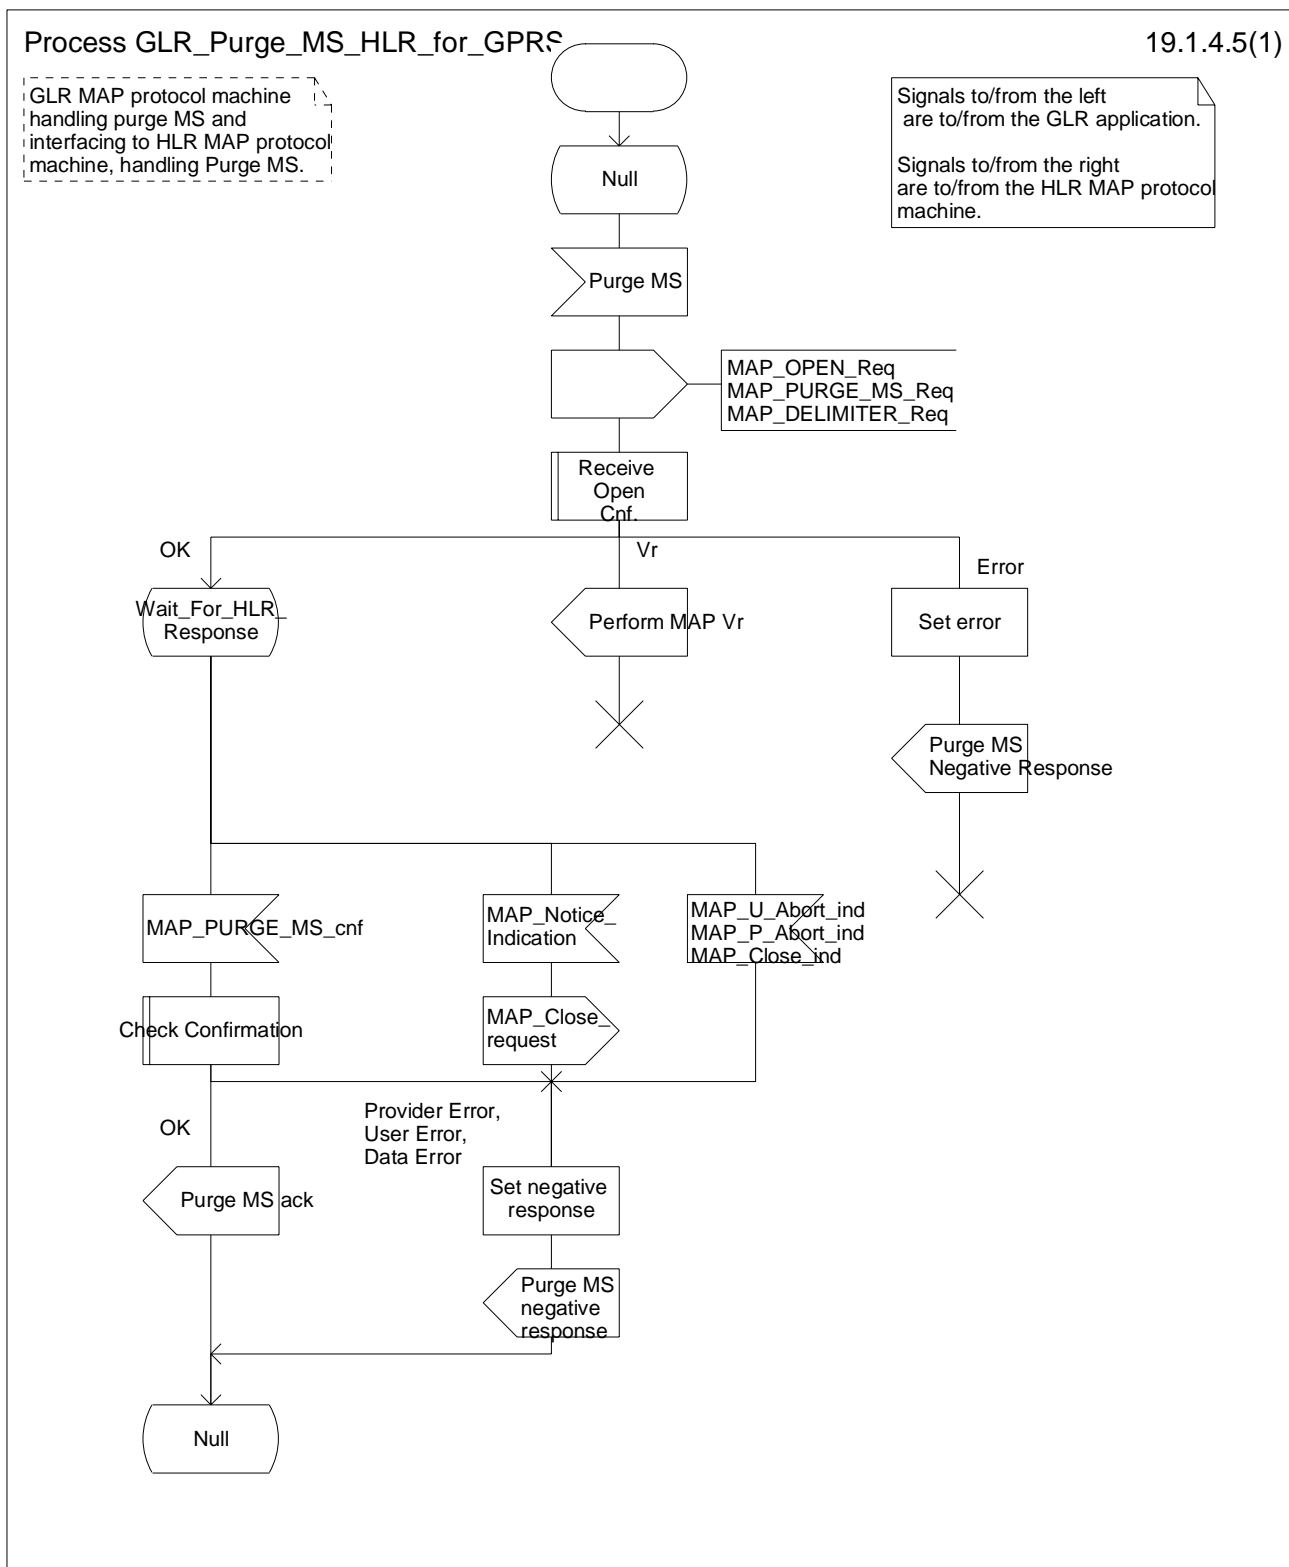 Process GLR_Purge_MS_HLR_for_GPRS
19.1.4.5(1)
GLR MAP protocol machine
handling purge MS and
interfacing to HLR MAP protocol
machine, handling Purge MS.
Signals to/from the left
are to/from the GLR application.
Signals to/from the right
are to/from the HLR MAP protocol
machine.
Null
Purge MS
MAP_OPEN_Req
MAP_PURGE_MS_Req
MAP_DELIMITER_Req
Receive
Open
Cnf.
OK
Vr
Error
Wait_For_HLR_
Response
Perform MAP Vr
Set error
Purge MS
Negative Response
MAP_PURGE_MS_cnf
MAP_Notice_
Indication
MAP_U_Abort_ind
MAP_P_Abort_ind
MAP_Close_ind
Check Confirmation
MAP_Close_
request
OK
Provider Error,
User Error,
Data Error
Purge MS ack
Set negative
response
Purge MS
negative
response
Null